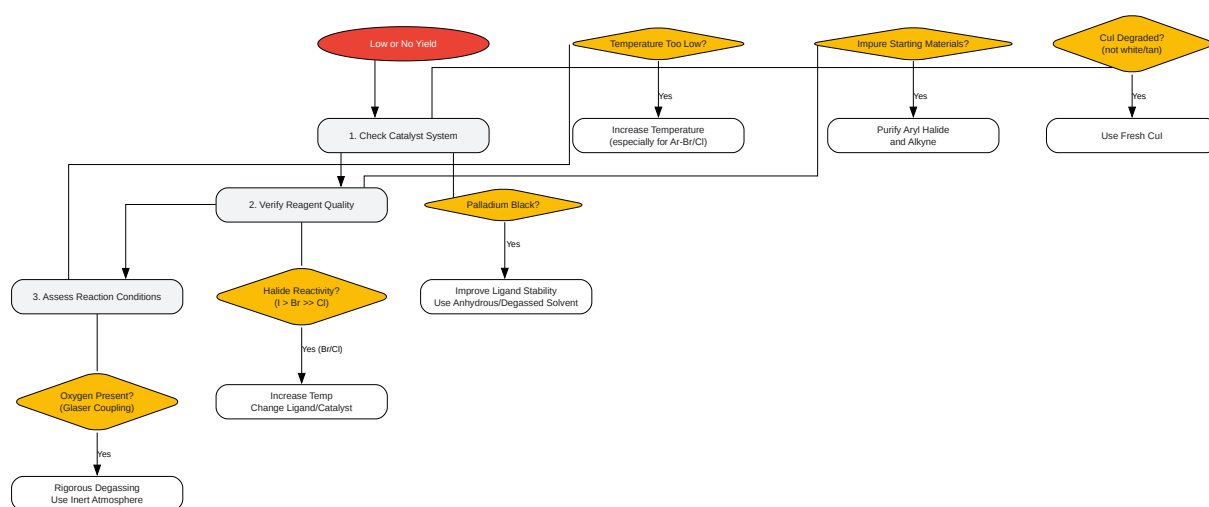 Low or No Yield
Temperature Too Low?
Impure Starting Materials?
CuI Degraded?
(not white/tan)
Yes
Yes
Yes
1. Check Catalyst System
Increase Temperature
(especially for Ar-Br/Cl)
Purify Aryl Halide
and Alkyne
Use Fresh CuI
2. Verify Reagent Quality
Palladium Black?
Yes
3. Assess Reaction Conditions
Halide Reactivity?
(I > Br >> Cl)
Improve Ligand Stability
Use Anhydrous/Degassed Solvent
Yes (Br/Cl)
Oxygen Present?
(Glaser Coupling)
Increase Temp
Change Ligand/Catalyst
Yes
Rigorous Degassing
Use Inert Atmosphere